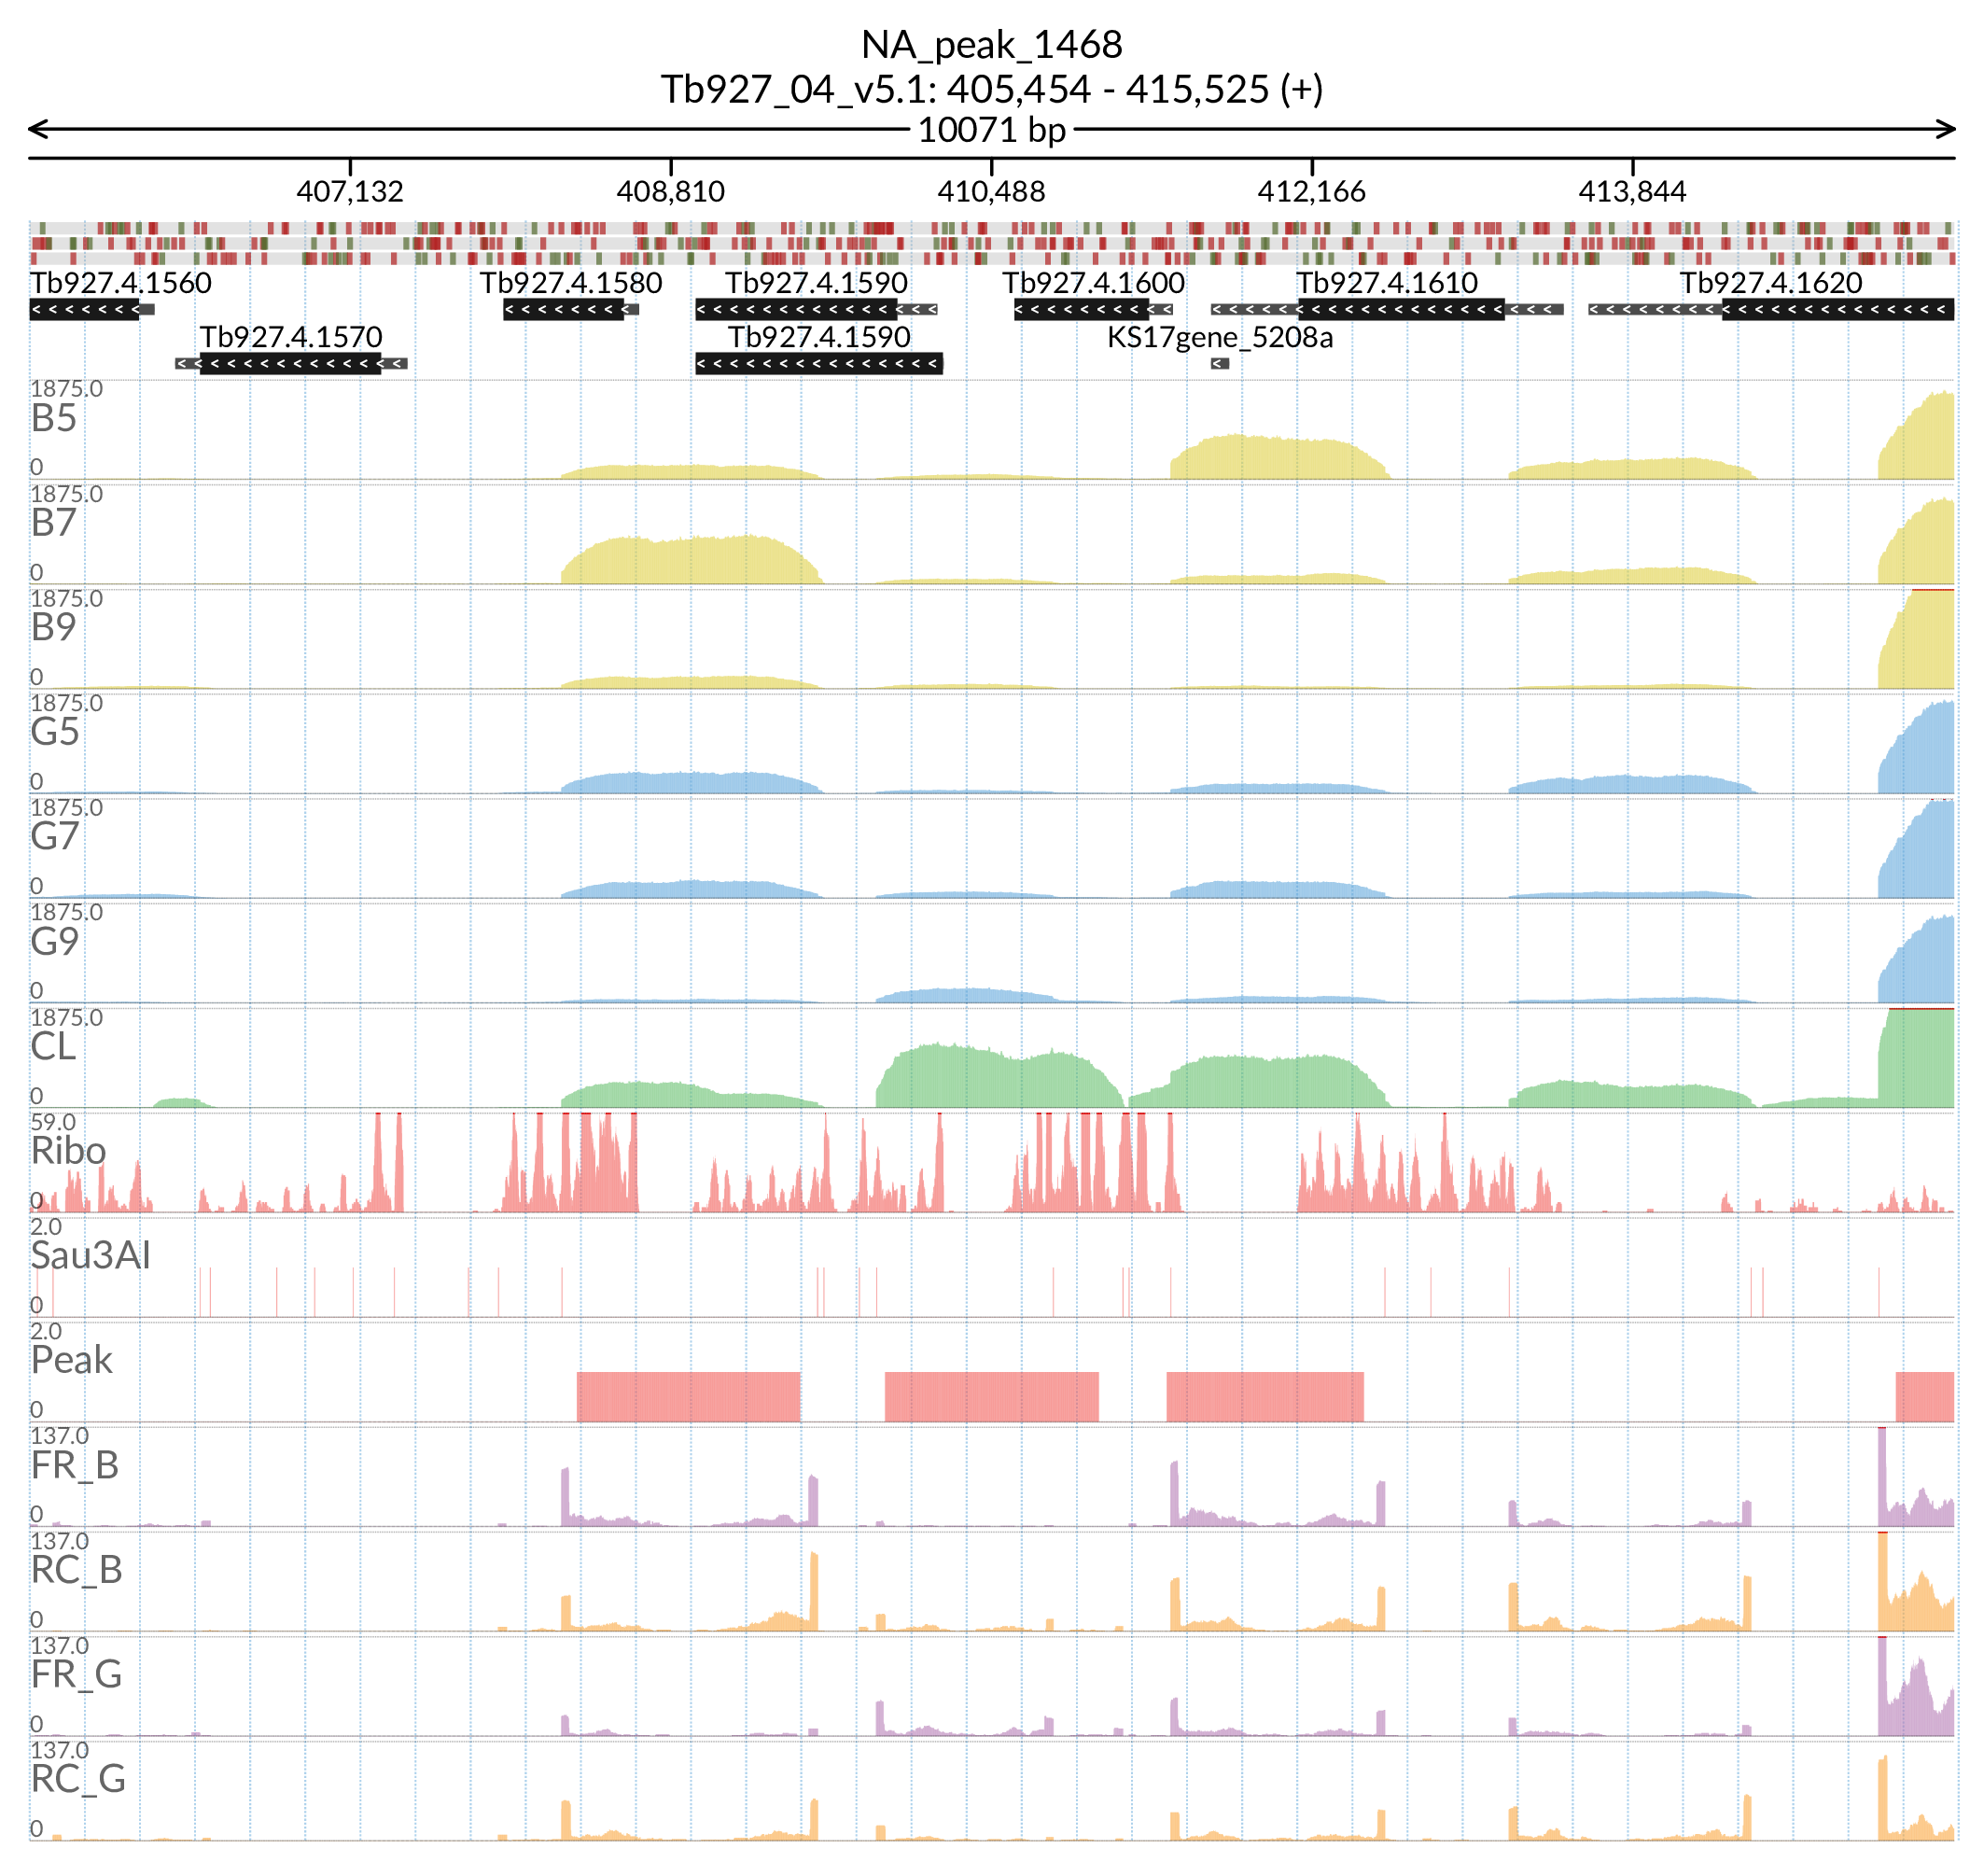 NA_peak_1468
Tb927_04_v5.1: 405,454 - 415,525 (+)
10071 bp
407,132 408,810 410,488 412,166 413,844
Tb927.4.1560 Tb927.4.1580 Tb927.4.1590 Tb927.4.1600 Tb927.4.1610 Tb927.4.1620
Tb927.4.1570 Tb927.4.1590 KS17gene_5208a
1875.0
B5
0
1875.0
B7
0
1875.0
B9
0
1875.0
G5
0
1875.0
G7
0
1875.0
G9
0
1875.0
CL
0
59.0
Ribo
0
2.0
Sau3AI
0
2.0
Peak
0
137.0
FR_B
0
137.0
RC_B
0
137.0
FR_G
0
137.0
RC_G
0